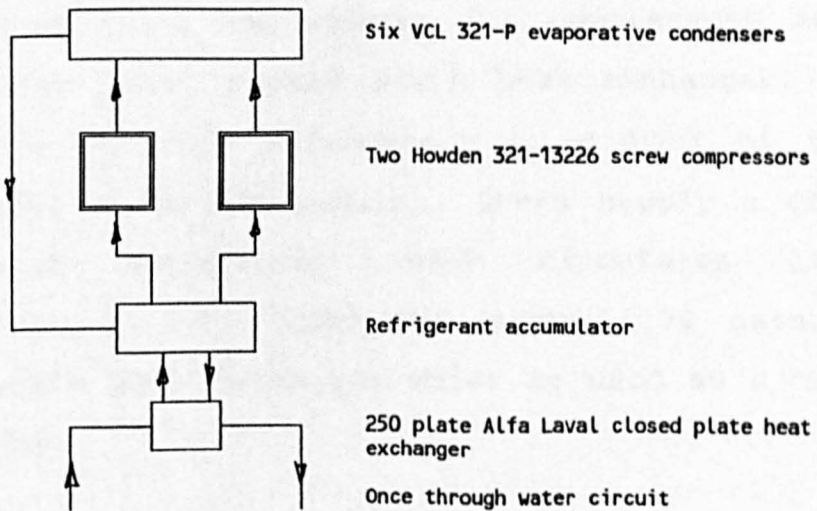 Six VCL 321-P evaporative condensers
Two Howden 321-13226 screw compressors
Refrigerant accumulator
250 plate Alfa Laval closed plate heat
exchanger
Once through water circuit